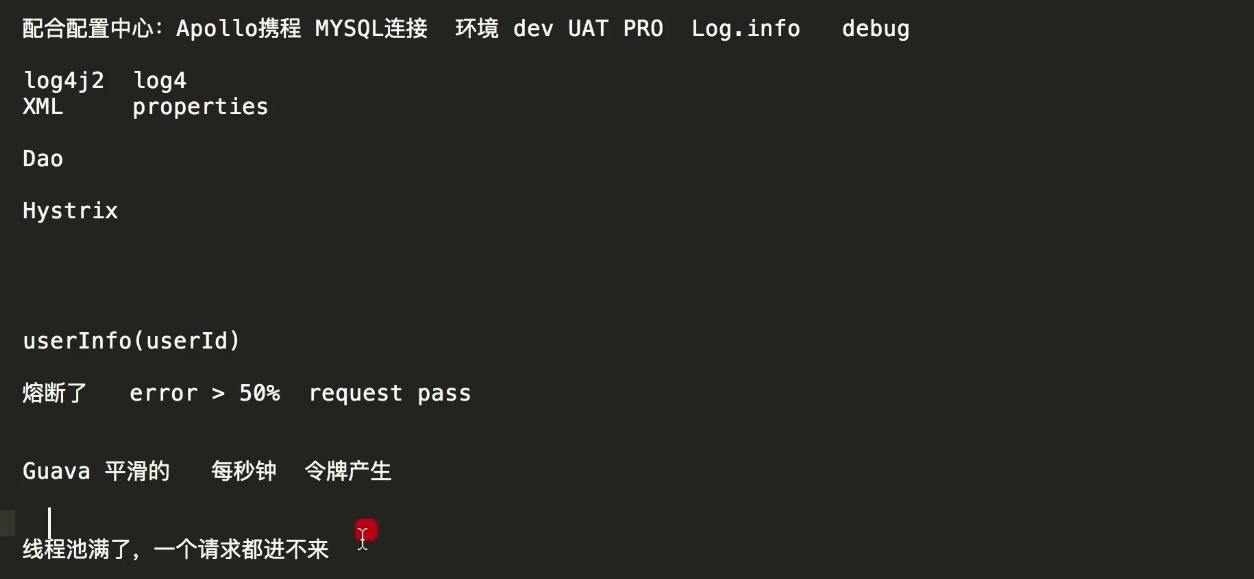 配合配置中心：Apollo携程 MYSQL连接 环境 dev UAT PRO Log.info debug
log4j2 log4
XML properties
Dao
Hystrix
userInfo(userId)
熔断了 error > 50% request pass
Guava 平滑的 每秒钟 令牌产生
线程池满了，一个请求都进不来